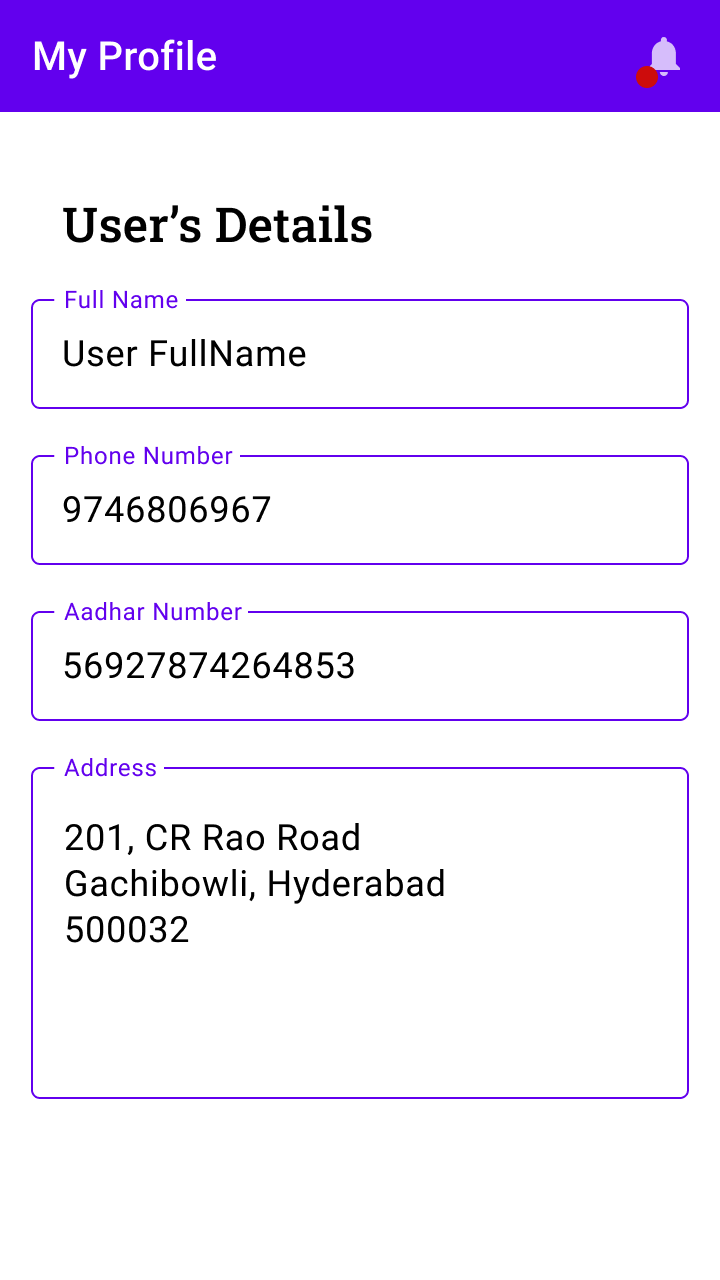 My Profile
User’s Details
Full Name
User FullName
Phone Number
9746806967
Aadhar Number
56927874264853
Address
201, CR Rao Road
Gachibowli, Hyderabad
500032